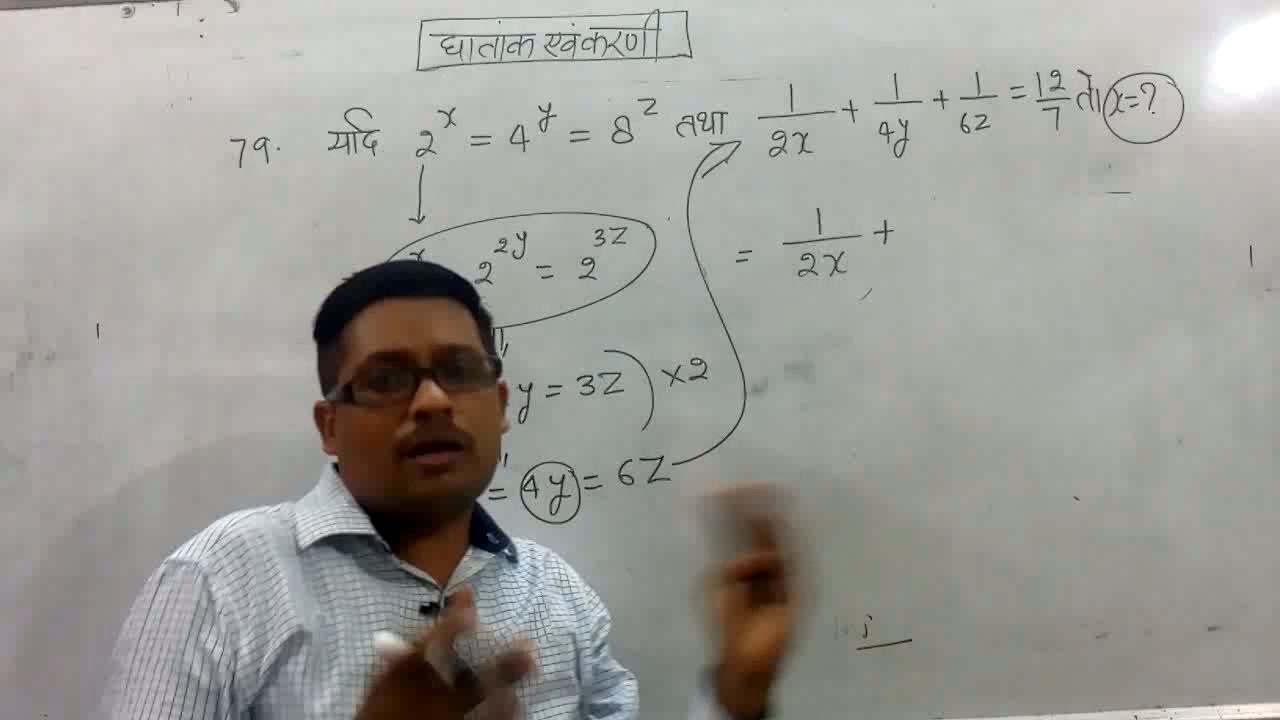 घातांक एवं करणी
79. यदि 2^x = 4^y = 8^z तथा 1/2x + 1/4y + 1/6z = 12/7 तो x=?
2^2y = 2^3z
= 1/2x +
y = 3z) ×2
= 4y = 6z